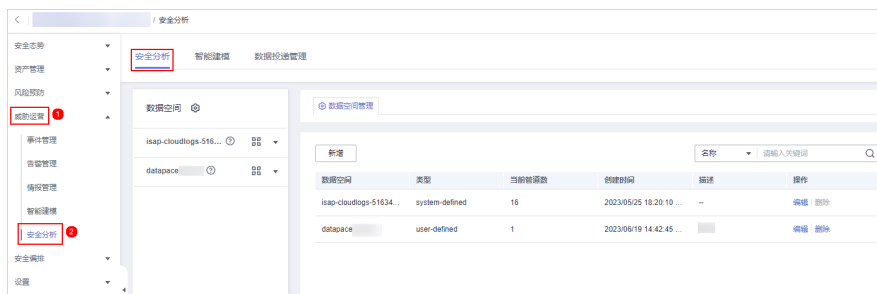 / 安全分析
安全态势
资产管理
风险预防
威胁运营 1
事件管理
告警管理
情报管理
智能建模
安全分析 2
安全编排
设置
安全分析 智能建模 数据投递管理
数据空间
isap-cloudlogs-516...
datapace
数据空间管理
新增 名称 请输入关键词
数据空间 类型 当前管道数 创建时间 描述 操作
isap-cloudlogs-51634... system-defined 16 2023/05/25 18:20:10 ... -- 编辑 删除
datapace user-defined 1 2023/06/19 14:42:45 ... 编辑 删除